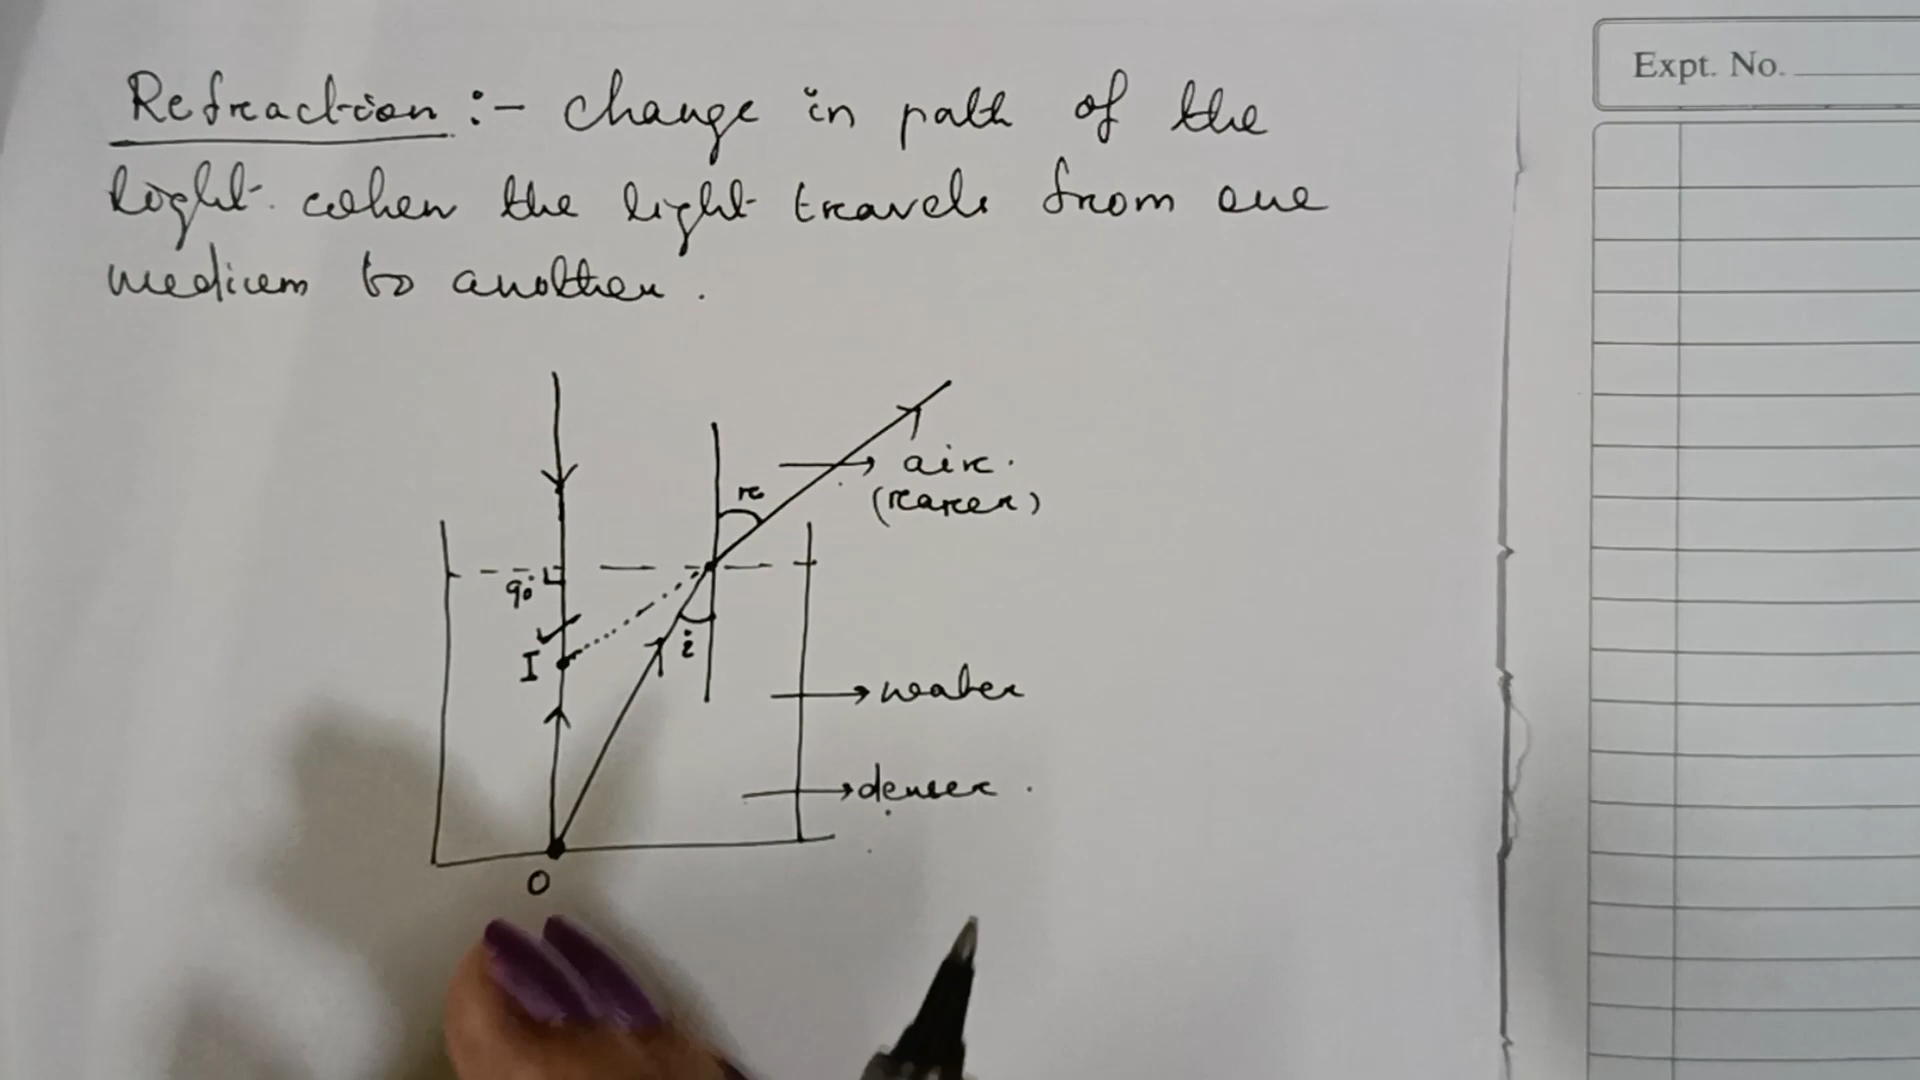 Refraction :- change in path of the
light when the light travels from one
medium to another.
air.
(rarer)
r
90°
i
I
water
denser.
O
Expt. No.